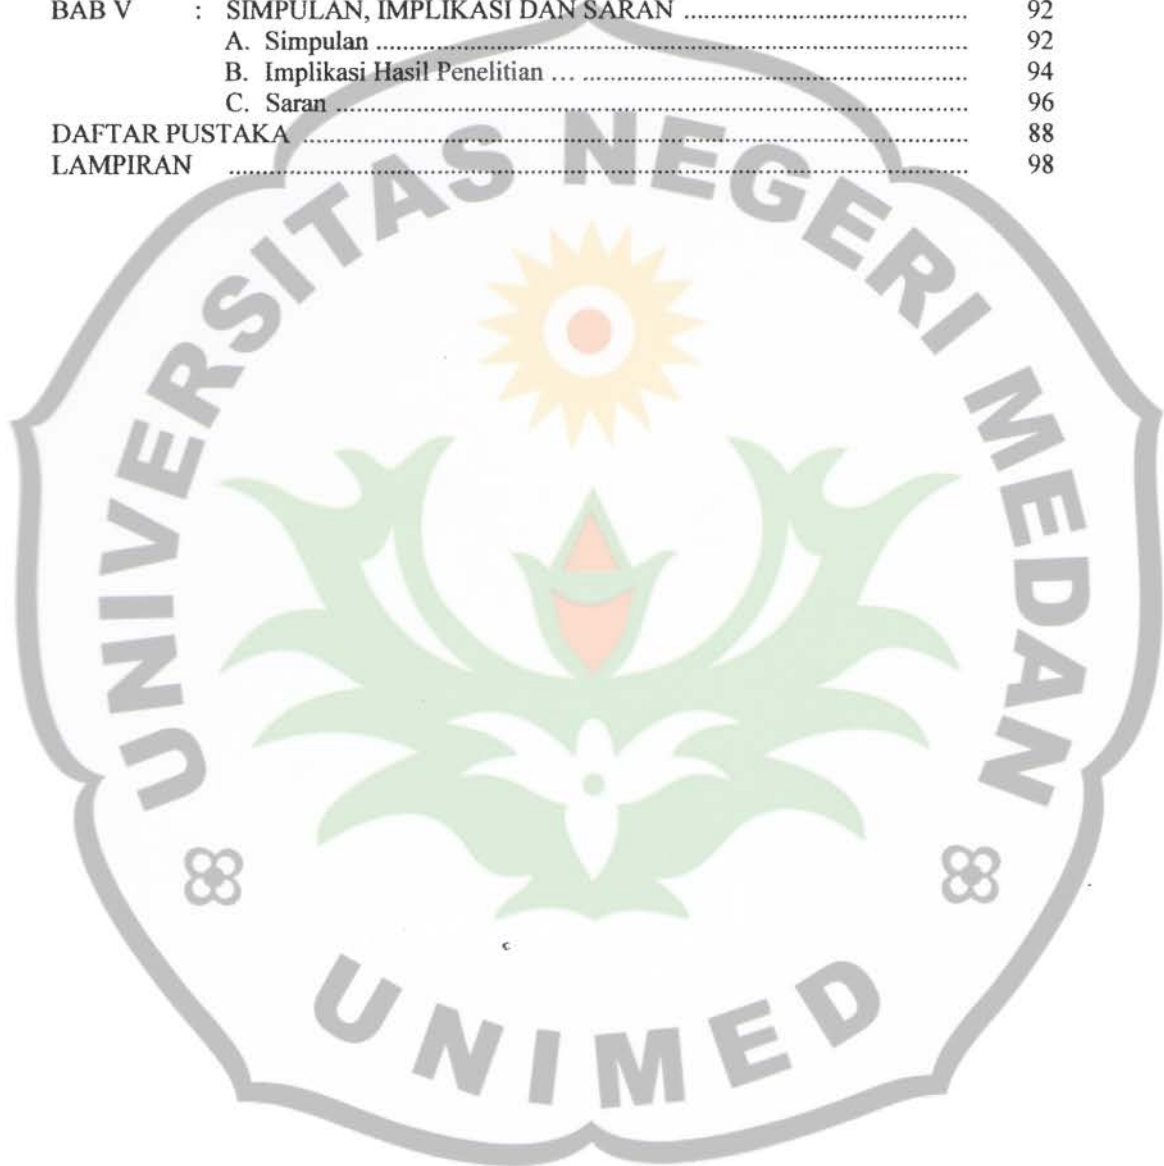 BAB V : SIMPULAN, IMPLIKASI DAN SARAN ........................................ 92
A. Simpulan ........................................ 92
B. Implikasi Hasil Penelitian ... ........................................ 94
C. Saran ........................................ 96
DAFTAR PUSTAKA ........................................ 88
LAMPIRAN ........................................ 98
UNIVERSITAS NEGERI MEDAN
UNIMED